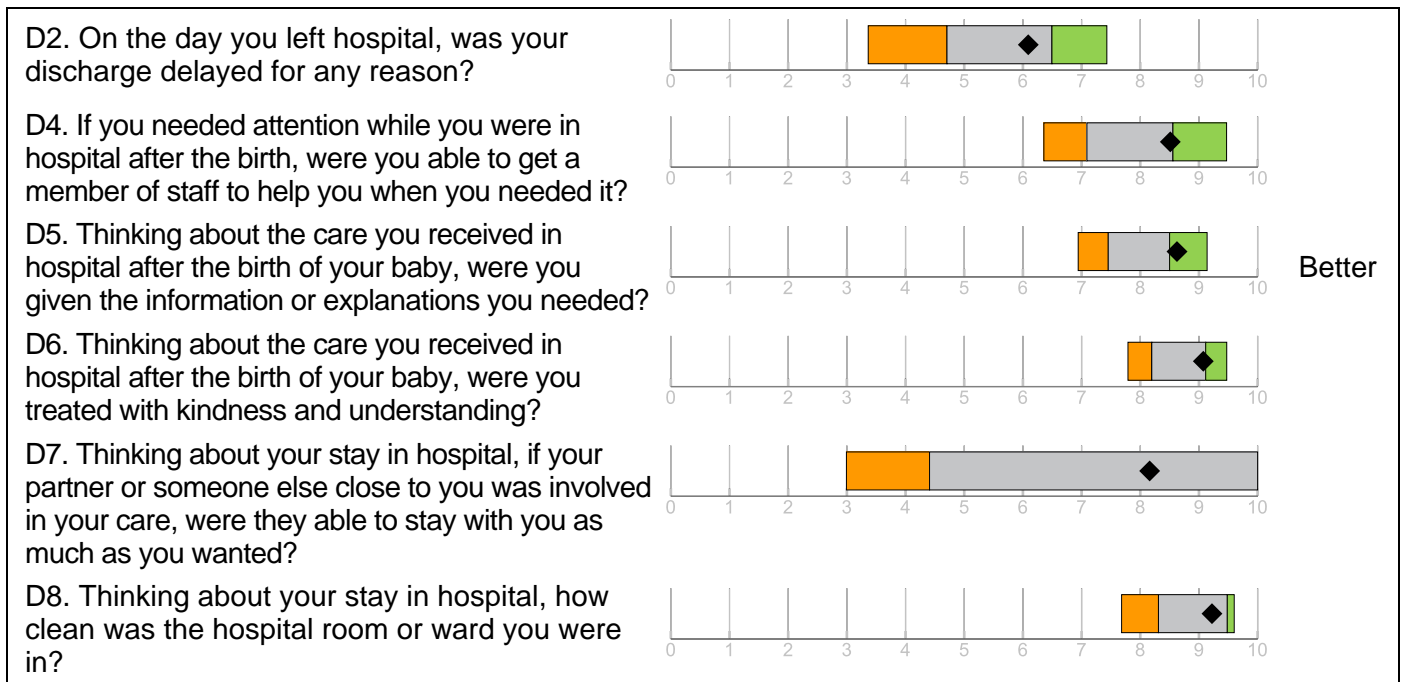 D2. On the day you left hospital, was your
discharge delayed for any reason?
0 1 2 3 4 5 6 7 8 9 10
D4. If you needed attention while you were in
hospital after the birth, were you able to get a
member of staff to help you when you needed it?
0 1 2 3 4 5 6 7 8 9 10
D5. Thinking about the care you received in
hospital after the birth of your baby, were you
given the information or explanations you needed?
0 1 2 3 4 5 6 7 8 9 10
Better
D6. Thinking about the care you received in
hospital after the birth of your baby, were you
treated with kindness and understanding?
0 1 2 3 4 5 6 7 8 9 10
D7. Thinking about your stay in hospital, if your
partner or someone else close to you was involved
in your care, were they able to stay with you as
much as you wanted?
0 1 2 3 4 5 6 7 8 9 10
D8. Thinking about your stay in hospital, how
clean was the hospital room or ward you were
in?
0 1 2 3 4 5 6 7 8 9 10